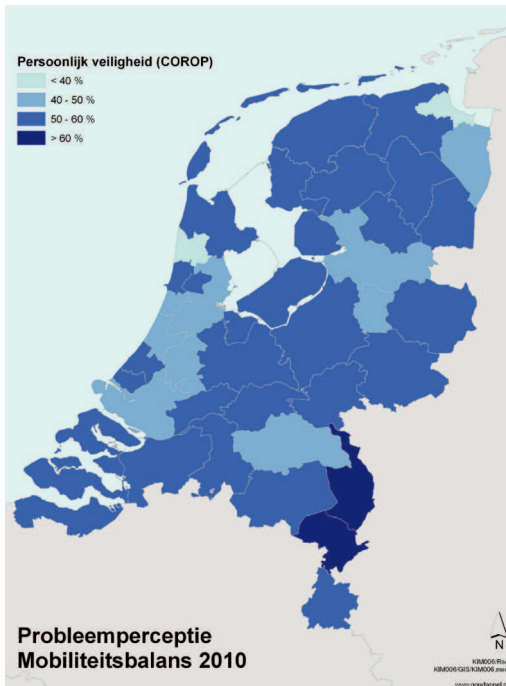 Persoonlijk veiligheid (COROP)
< 40 %
40 - 50 %
50 - 60 %
> 60 %
Probleemperceptie
Mobiliteitsbalans 2010
N